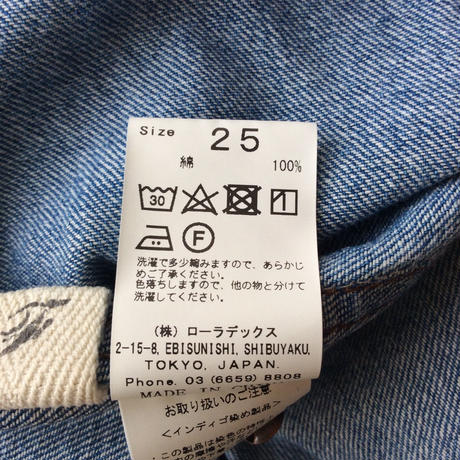 Size 25
綿 100%
30
F
洗濯で多少縮みますので、あらかじ
めご了承ください。
色落ちしますので、他の物と分けて
洗濯してください。
(株) ローラデックス
2-15-8, EBISUNISHI, SHIBUYAKU,
TOKYO, JAPAN.
Phone. 03 (6659) 8808
MADE IN
お取り扱いのご注意
<インディゴ染め製品>